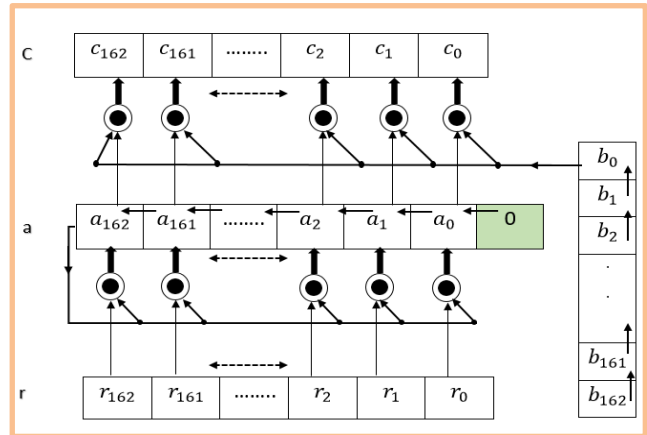 C c₁₆₂ c₁₆₁ ........ c₂ c₁ c₀
b₀
b₁
a a₁₆₂ a₁₆₁ ........ a₂ a₁ a₀ 0
b₂
.
.
b₁₆₁
r r₁₆₂ r₁₆₁ ........ r₂ r₁ r₀
b₁₆₂